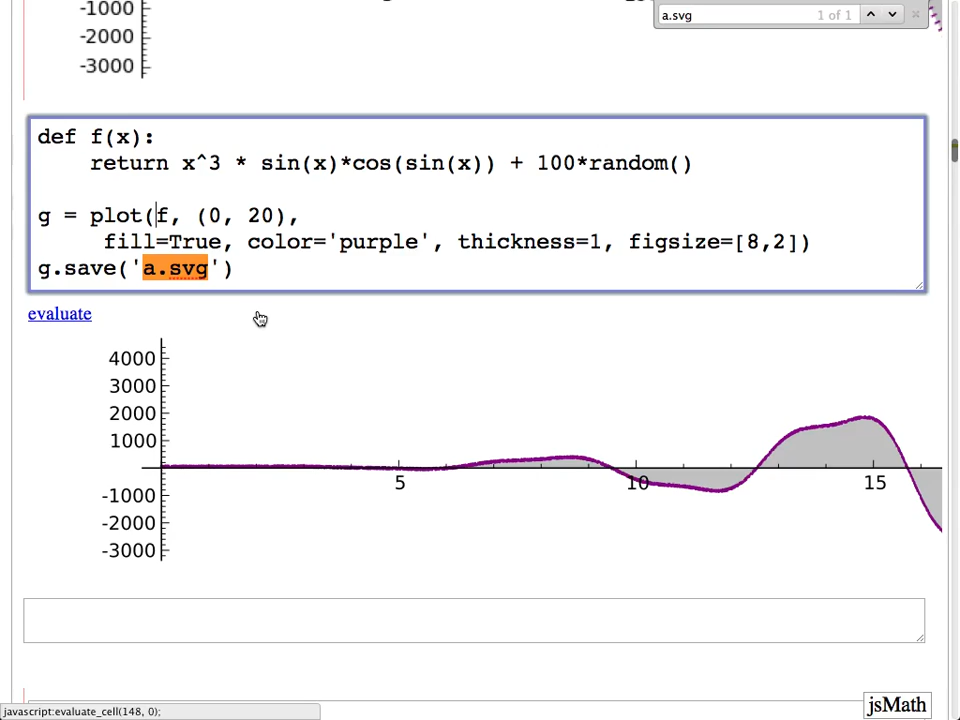 a.svg 1 of 1
-1000
-2000
-3000
def f(x):
return x^3 * sin(x)*cos(sin(x)) + 100*random()
g = plot(f, (0, 20),
fill=True, color='purple', thickness=1, figsize=[8,2])
g.save('a.svg')
evaluate
4000
3000
2000
1000
5 10 15
-1000
-2000
-3000
jsMath
javascript:evaluate_cell(148, 0);